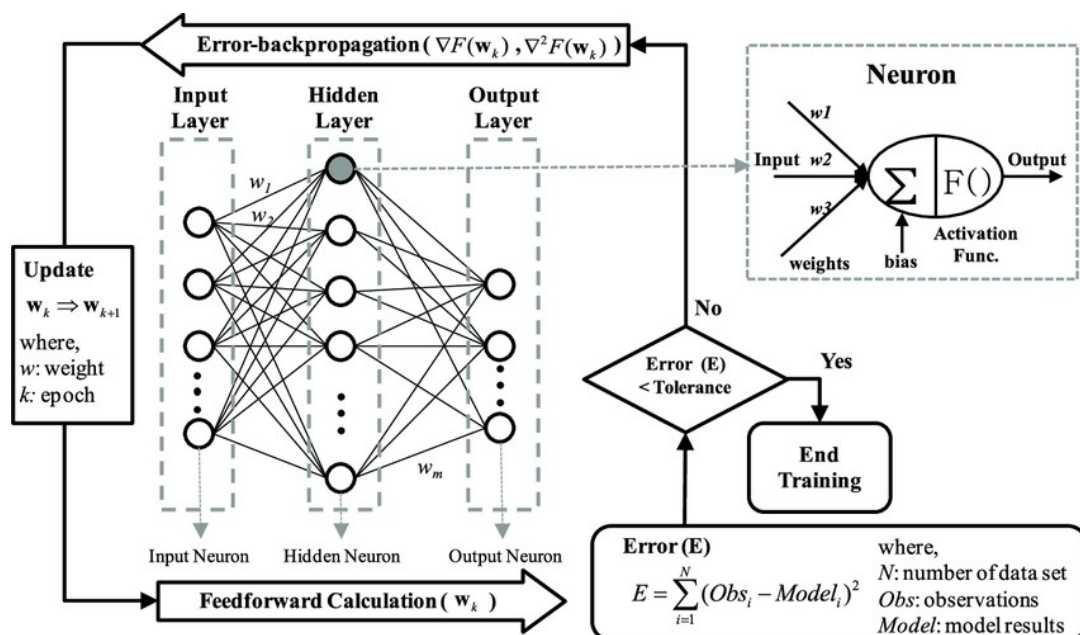 Error-backpropagation(∇F(w_k), ∇²F(w_k))
Input
Layer
Hidden
Layer
Output
Layer
w_1
w_2
w_m
Input Neuron
Hidden Neuron
Output Neuron
Update
w_k ⇒ w_{k+1}
where,
w: weight
k: epoch
Feedforward Calculation( w_k )
Neuron
w1
Input
w2
w3
Σ
F()
Output
weights
bias
Activation
Func.
No
Error (E)
< Tolerance
Yes
End
Training
Error (E)
E = \sum_{i=1}^{N} (Obs_i − Model_i)²
where,
N: number of data set
Obs: observations
Model: model results